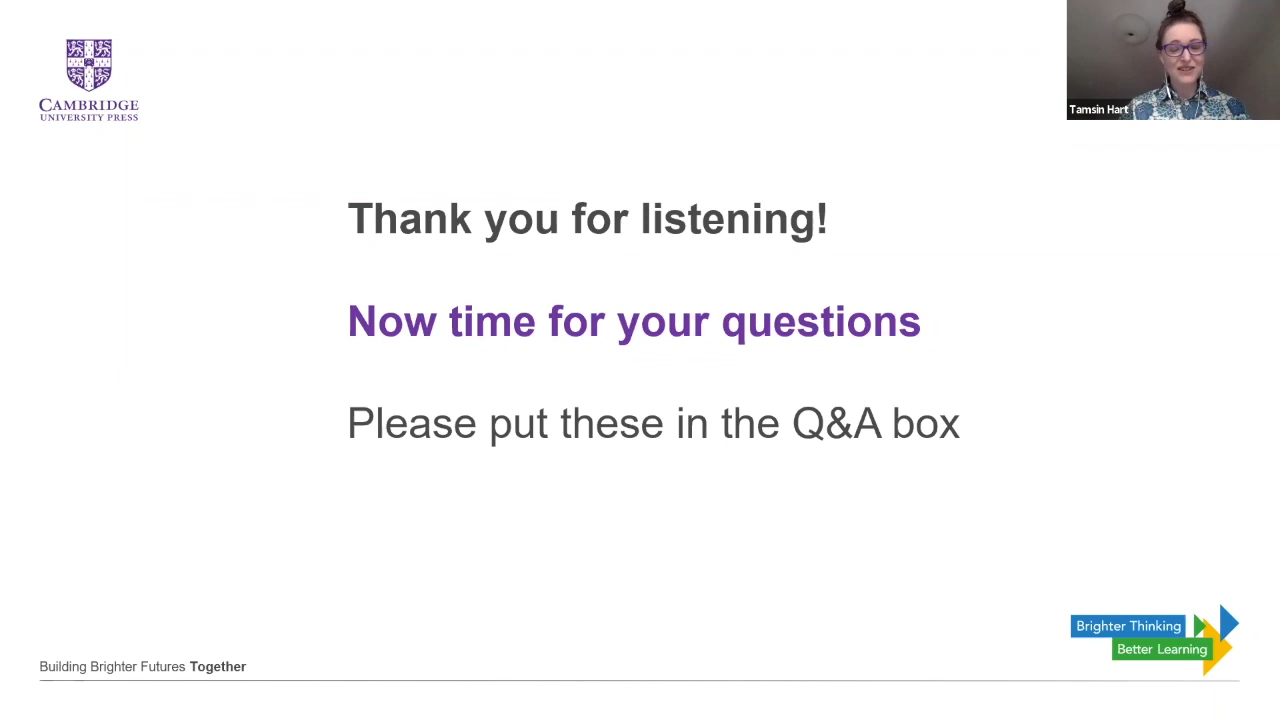 CAMBRIDGE
UNIVERSITY PRESS
Tamsin Hart
Thank you for listening!
Now time for your questions
Please put these in the Q&A box
Brighter Thinking
Better Learning
Building Brighter Futures Together